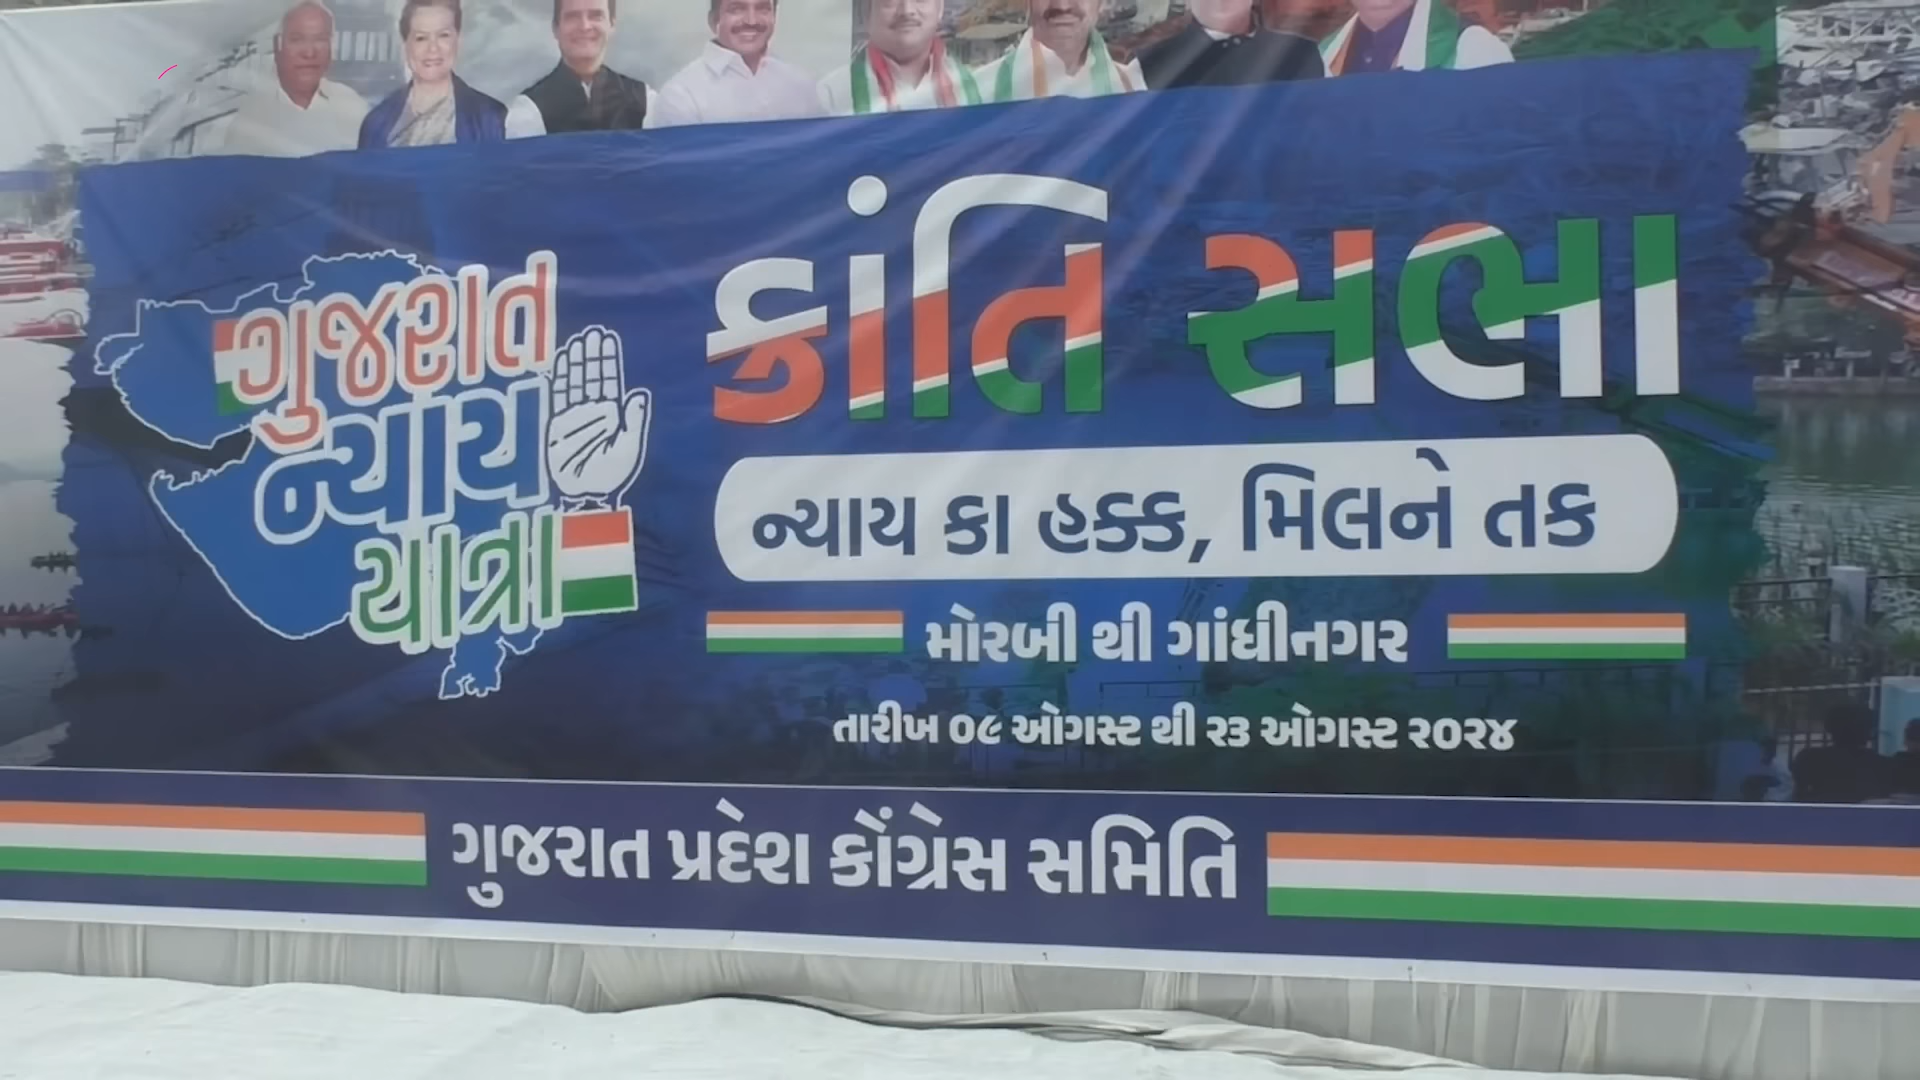 ગુજરાત
ન્યાય
યાત્રા
ક્રાંતિ સભા
ન્યાય કા હક્ક, મિલને તક
મોરબી થી ગાંધીનગર
તારીખ ૦૯ ઓગસ્ટ થી ૨૩ ઓગસ્ટ ૨૦૨૪
ગુજરાત પ્રદેશ કોંગ્રેસ સમિતિ